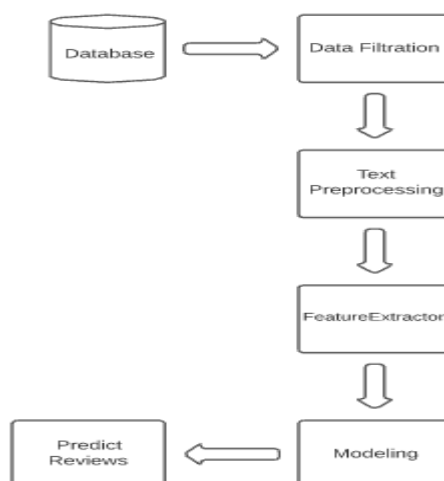 Database
Data Filtration
Text
Preprocessing
FeatureExtractor
Modeling
Predict
Reviews